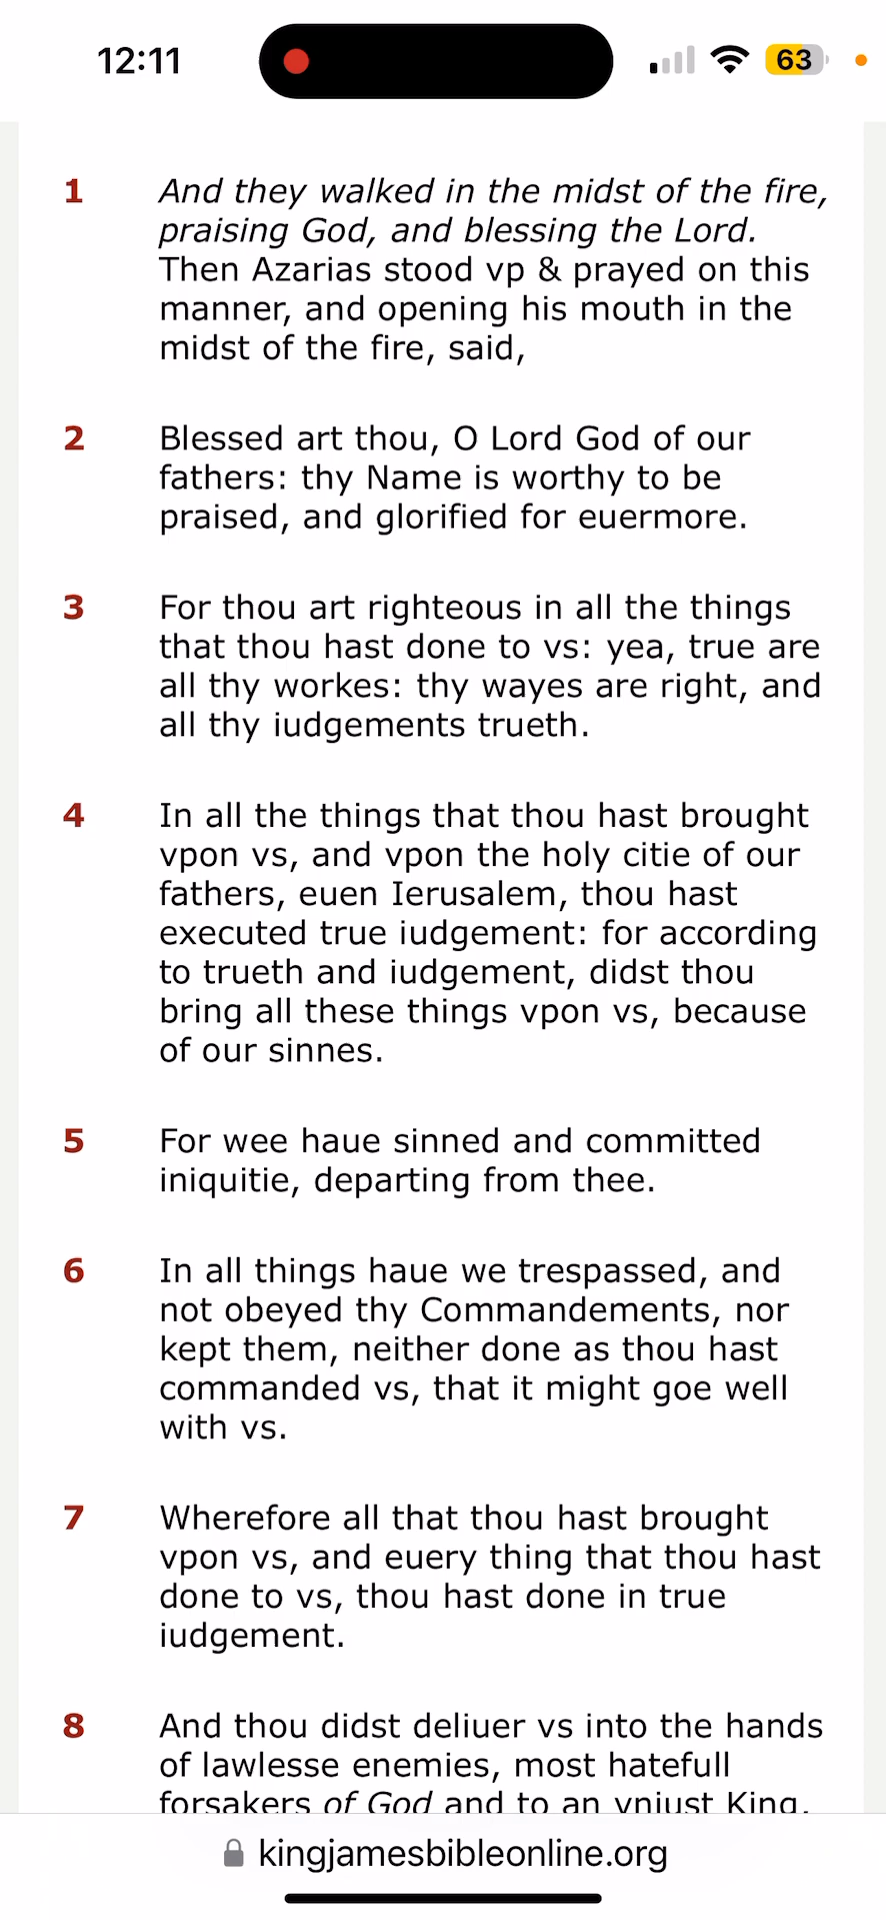 12:11
63
1 And they walked in the midst of the fire,
praising God, and blessing the Lord.
Then Azarias stood vp & prayed on this
manner, and opening his mouth in the
midst of the fire, said,
2 Blessed art thou, O Lord God of our
fathers: thy Name is worthy to be
praised, and glorified for euermore.
3 For thou art righteous in all the things
that thou hast done to vs: yea, true are
all thy workes: thy wayes are right, and
all thy iudgements trueth.
4 In all the things that thou hast brought
vpon vs, and vpon the holy citie of our
fathers, euen Ierusalem, thou hast
executed true iudgement: for according
to trueth and iudgement, didst thou
bring all these things vpon vs, because
of our sinnes.
5 For wee haue sinned and committed
iniquitie, departing from thee.
6 In all things haue we trespassed, and
not obeyed thy Commandements, nor
kept them, neither done as thou hast
commanded vs, that it might goe well
with vs.
7 Wherefore all that thou hast brought
vpon vs, and euery thing that thou hast
done to vs, thou hast done in true
iudgement.
8 And thou didst deliuer vs into the hands
of lawlesse enemies, most hatefull
forsakers of God and to an vniust King,
kingjamesbibleonline.org